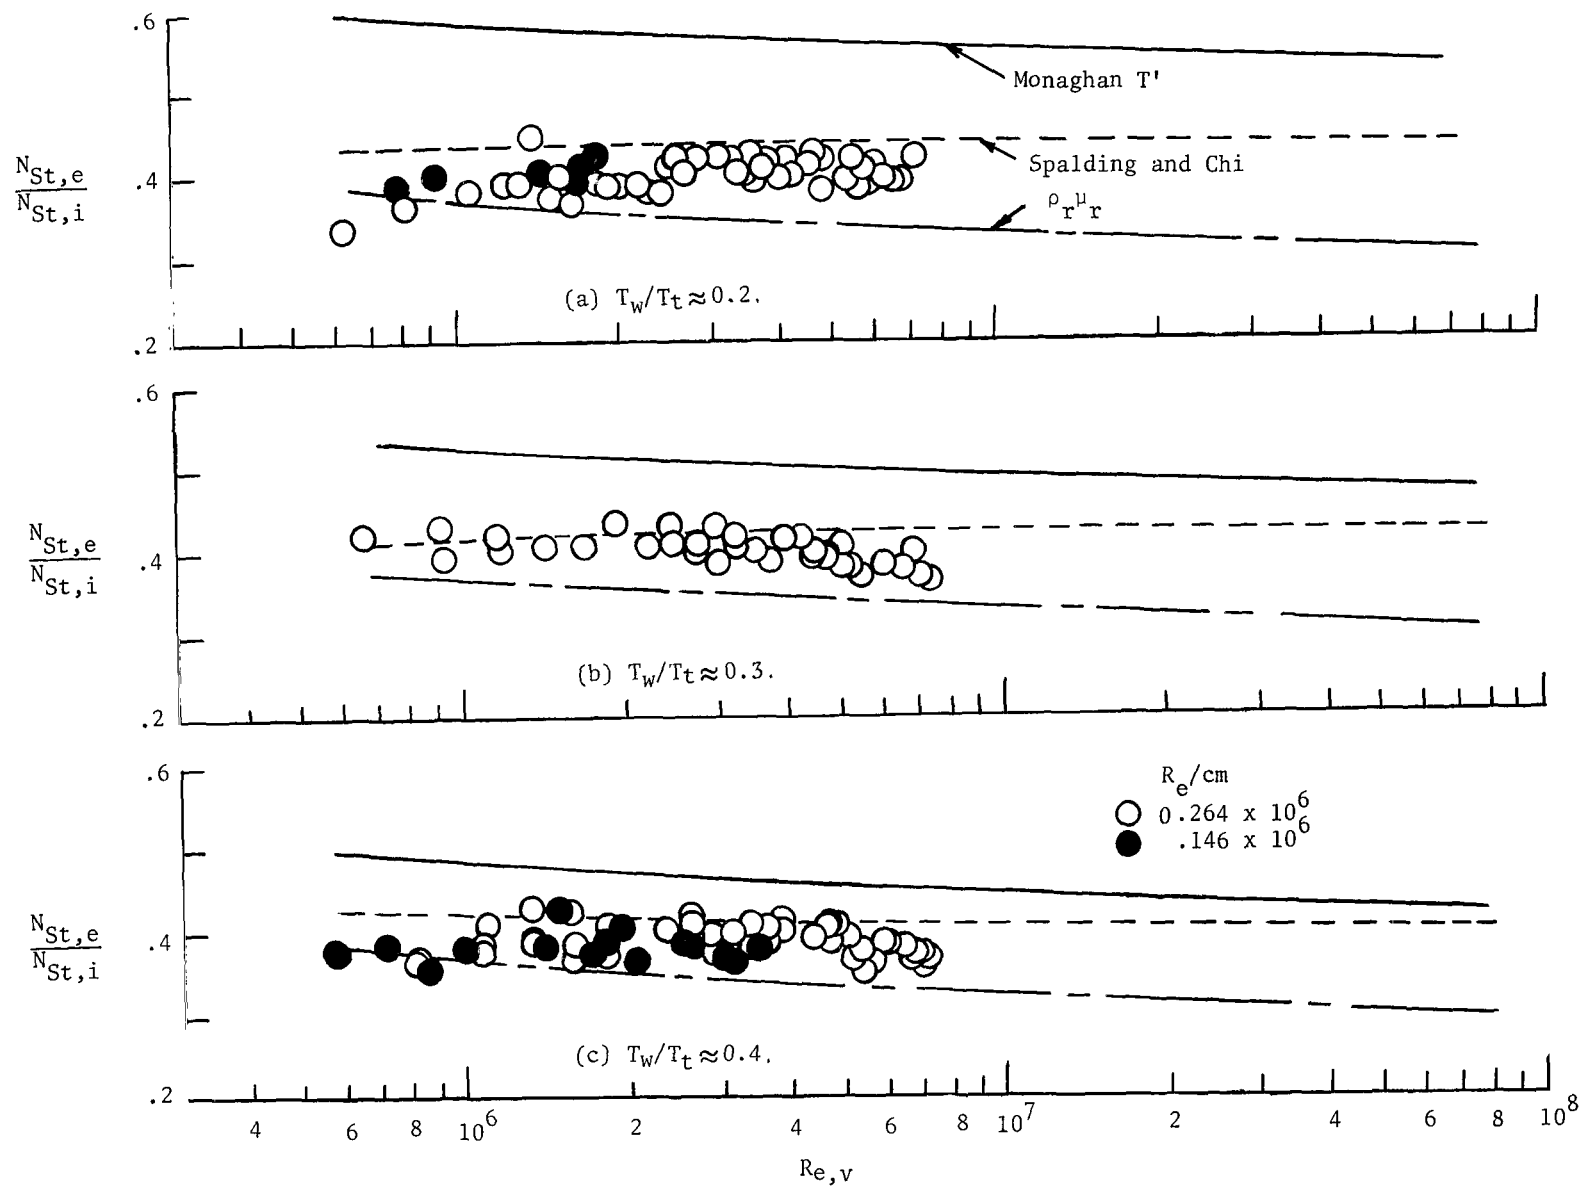 .6
Monaghan T'
N_St,e
N_St,i
.4
Spalding and Chi
ρ_r μ_r
(a) T_w/T_t ≈ 0.2.
.2
.6
N_St,e
N_St,i
.4
(b) T_w/T_t ≈ 0.3.
.2
.6
R_e/cm
0.264 x 10^6
.146 x 10^6
N_St,e
N_St,i
.4
(c) T_w/T_t ≈ 0.4.
.2
4 6 8 10^6 2 4 6 8 10^7 2 4 6 8 10^8
R_e,v